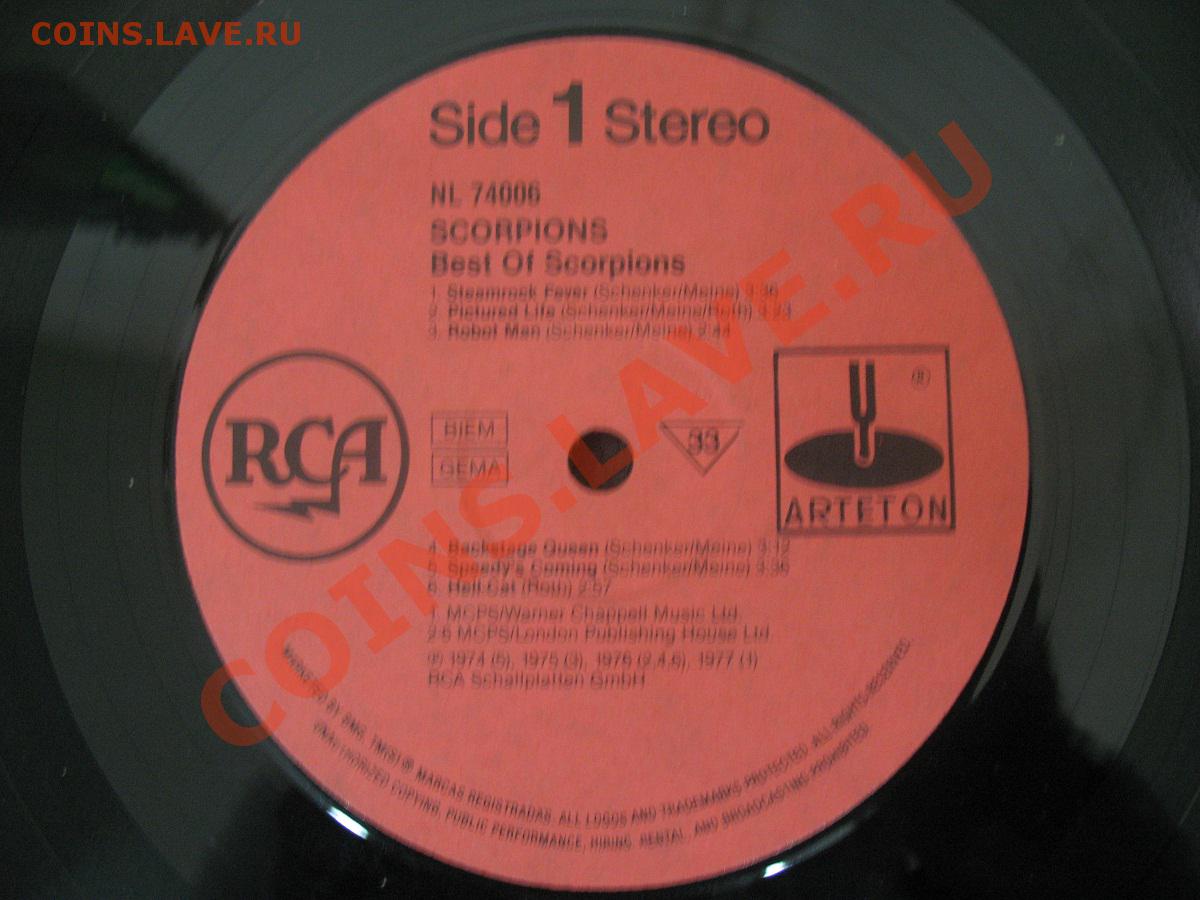 COINS.LAVE.RU
Side 1 Stereo
NL 74006
SCORPIONS
Best Of Scorpions
1. Steamrock Fever (Schenker/Meine) 3:36
2. Pictured Life (Schenker/Meine/Roth) 3:23
3. Robot Man (Schenker/Meine) 2:44
RCA
BIEM
GEMA
33
®
ARTETON
4. Backstage Queen (Schenker/Meine) 3:12
5. Speedy's Coming (Schenker/Meine) 3:36
6. Hell-Cat (Roth) 2:57
1. MCPS/Warner Chappell Music Ltd.
2-6 MCPS/London Publishing House Ltd.
℗ 1974 (5), 1975 (3), 1976 (2,4,6), 1977 (1)
RCA Schallplatten GmbH
MARKETED BY BMG. TM(S) ® MARCAS REGISTRADAS. ALL LOGOS AND TRADEMARKS PROTECTED. ALL RIGHTS RESERVED.
UNAUTHORIZED COPYING, PUBLIC PERFORMANCE, HIRING, RENTAL, AND BROADCASTING PROHIBITED.
COINS.LAVE.RU